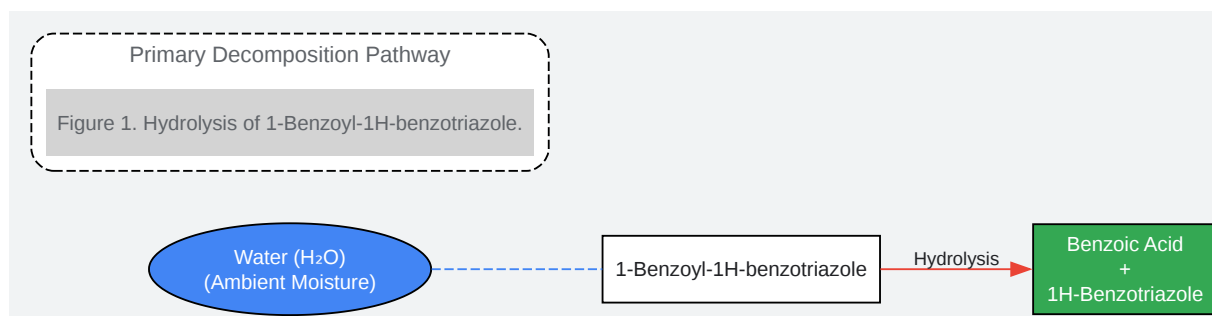 Primary Decomposition Pathway
Figure 1. Hydrolysis of 1-Benzoyl-1H-benzotriazole.
Water (H₂O)
(Ambient Moisture)
1-Benzoyl-1H-benzotriazole
Hydrolysis
Benzoic Acid
+
1H-Benzotriazole